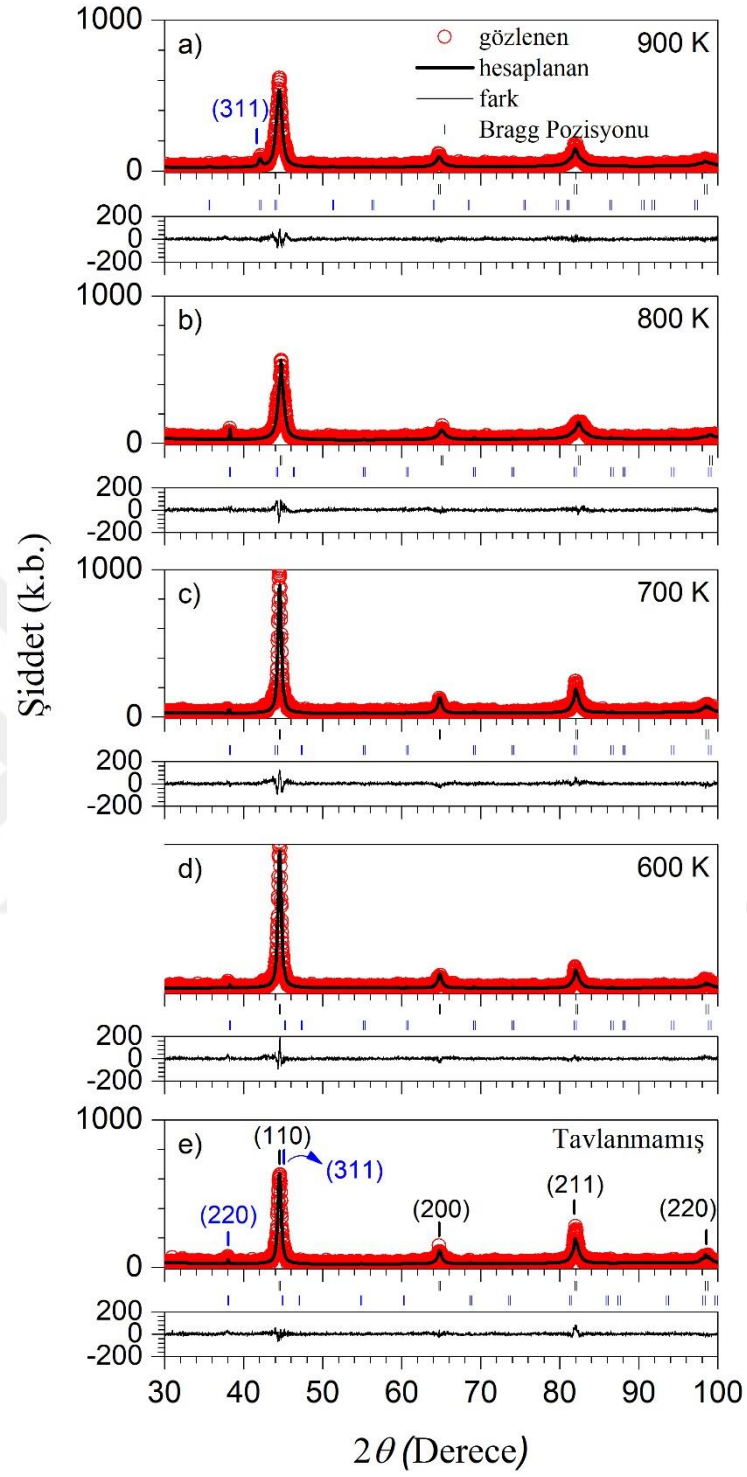 Şiddet (k.b.)
a)
900 K
gözlenen
hesaplanan
fark
Bragg Pozisyonu
(311)
1000
0
200
0
-200
b)
800 K
1000
0
200
0
-200
c)
700 K
1000
0
200
0
-200
d)
600 K
200
0
-200
e)
Tavlanmamış
1000
0
(110)
(311)
(220)
(200)
(211)
(220)
200
0
-200
30 40 50 60 70 80 90 100
2θ (Derece)